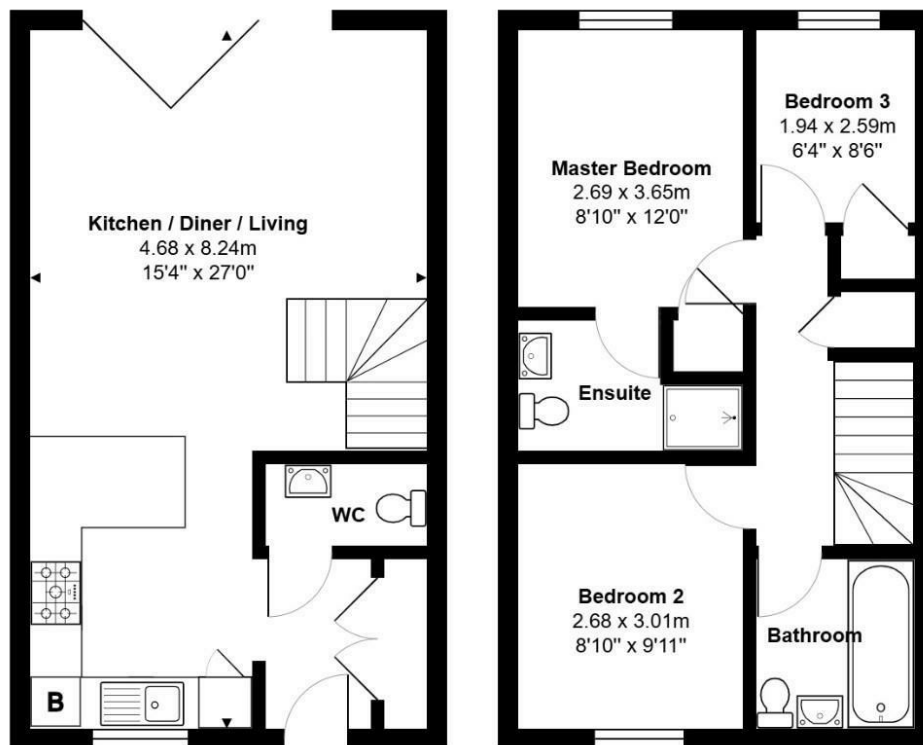 Kitchen / Diner / Living
4.68 x 8.24m
15'4" x 27'0"
WC
B
Master Bedroom
2.69 x 3.65m
8'10" x 12'0"
Bedroom 3
1.94 x 2.59m
6'4" x 8'6"
Ensuite
Bedroom 2
2.68 x 3.01m
8'10" x 9'11"
Bathroom